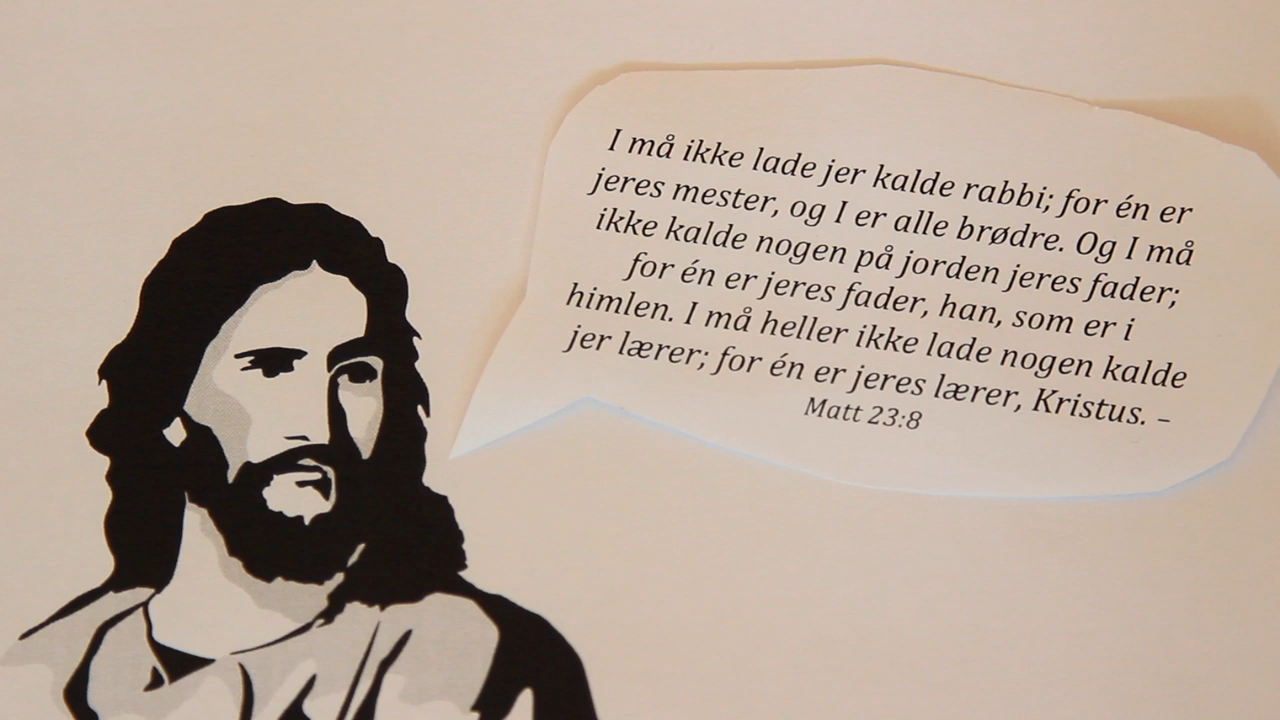 I må ikke lade jer kalde rabbi; for én er
jeres mester, og I er alle brødre. Og I må
ikke kalde nogen på jorden jeres fader;
for én er jeres fader, han, som er i
himlen. I må heller ikke lade nogen kalde
jer lærer; for én er jeres lærer, Kristus. –
Matt 23:8